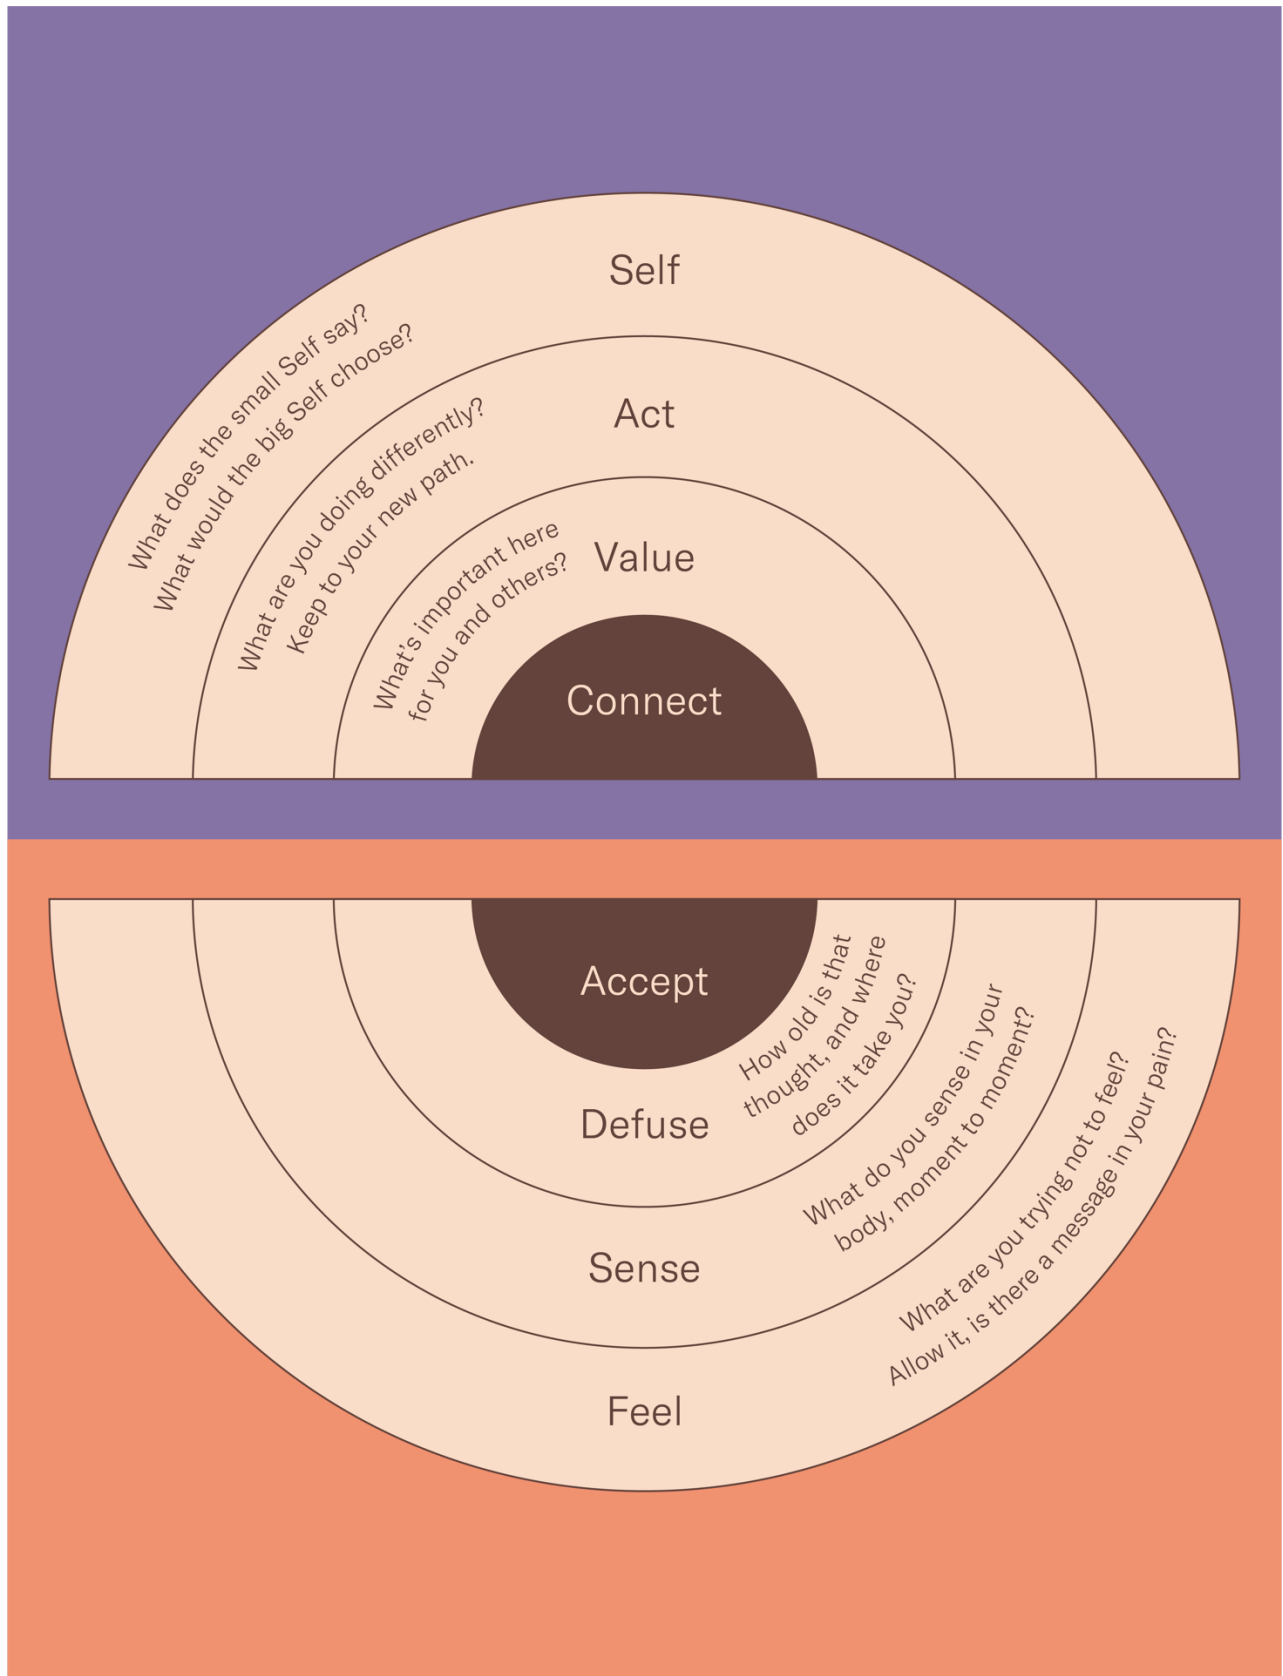 Self
What does the small Self say?
What would the big Self choose?
Act
What are you doing differently?
Keep to your new path.
Value
What's important here
for you and others?
Connect
Accept
How old is that
thought, and where
does it take you?
Defuse
What do you sense in your
body, moment to moment?
Sense
What are you trying not to feel?
Allow it, is there a message in your pain?
Feel